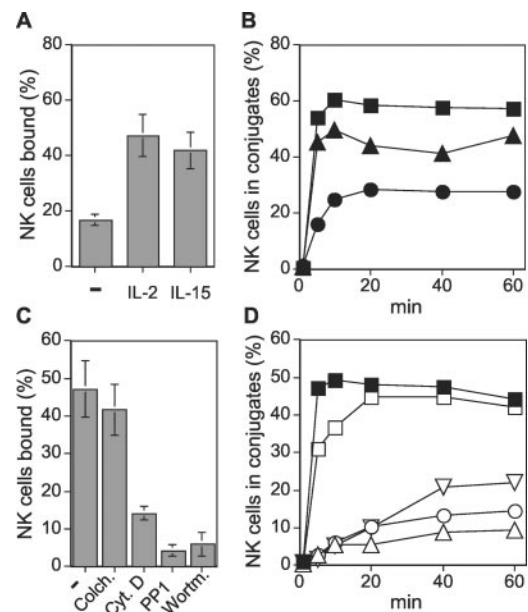 A
NK cells bound (%)
80
60
40
20
0
-
IL-2
IL-15
B
NK cells in conjugates (%)
80
60
40
20
0
0
20
40
60
min
C
NK cells bound (%)
60
50
40
30
20
10
0
-
Colch.
Cyt. D
PP1
Wortm.
D
NK cells in conjugates (%)
60
50
40
30
20
10
0
0
20
40
60
min